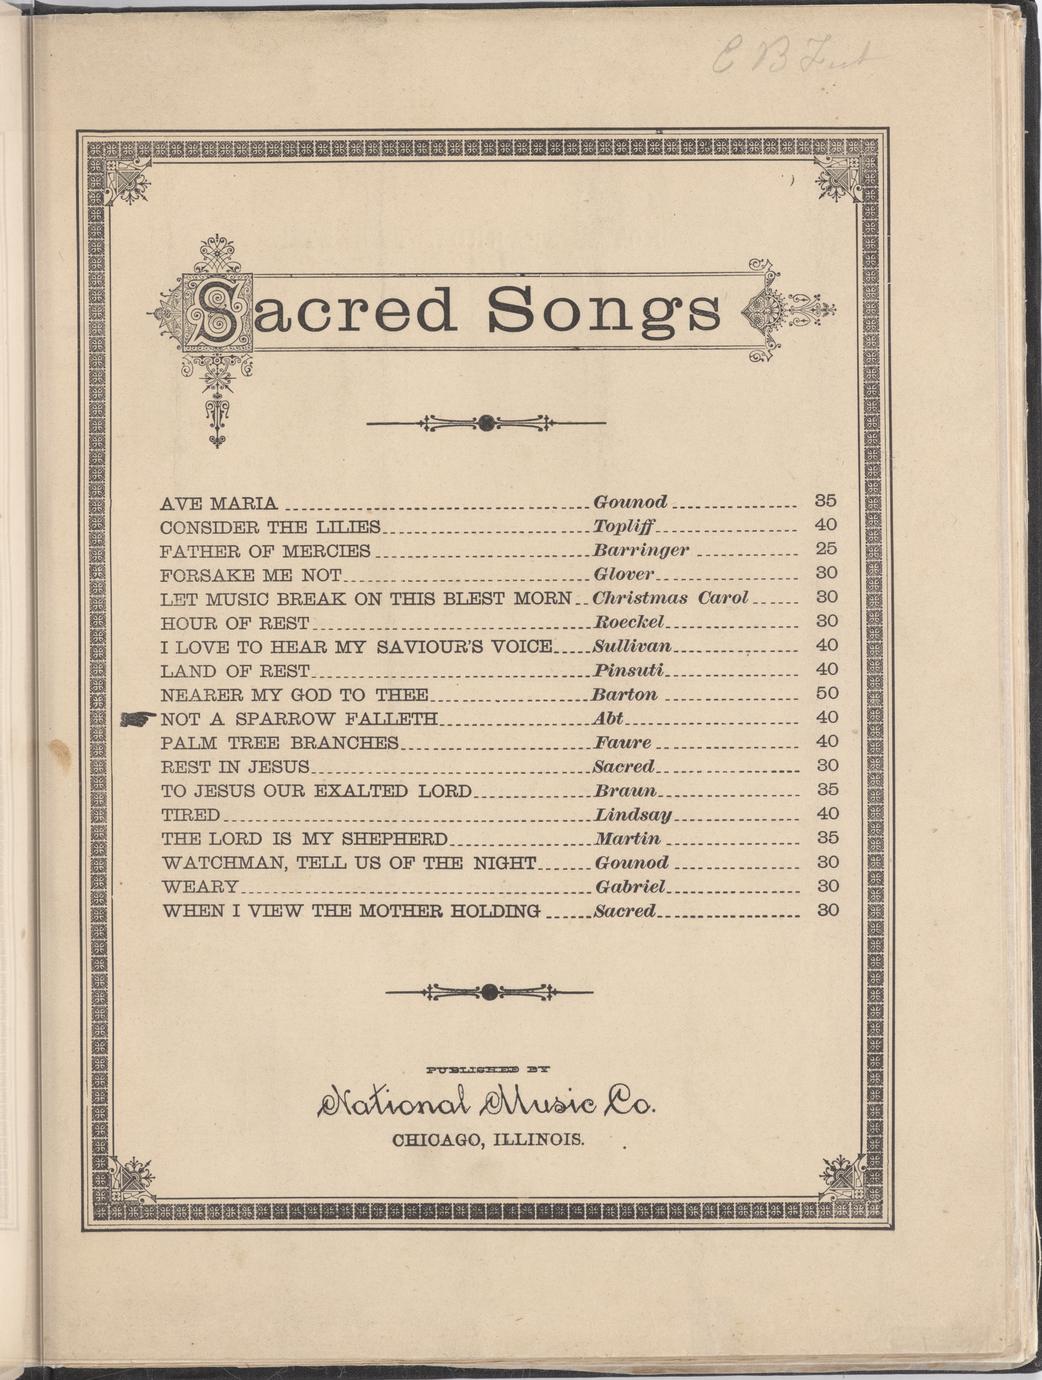 C B
Sacred Songs
AVE MARIA Gounod 35
CONSIDER THE LILIES Topliff 40
FATHER OF MERCIES Barringer 25
FORSAKE ME NOT Glover 30
LET MUSIC BREAK ON THIS BLEST MORN Christmas Carol 30
HOUR OF REST Roeckel 30
I LOVE TO HEAR MY SAVIOUR'S VOICE Sullivan 40
LAND OF REST Pinsuti 40
NEARER MY GOD TO THEE Barton 50
NOT A SPARROW FALLETH Abt 40
PALM TREE BRANCHES Faure 40
REST IN JESUS Sacred 30
TO JESUS OUR EXALTED LORD Braun 35
TIRED Lindsay 40
THE LORD IS MY SHEPHERD Martin 35
WATCHMAN, TELL US OF THE NIGHT Gounod 30
WEARY Gabriel 30
WHEN I VIEW THE MOTHER HOLDING Sacred 30
PUBLISHED BY
National Music Co.
CHICAGO, ILLINOIS.